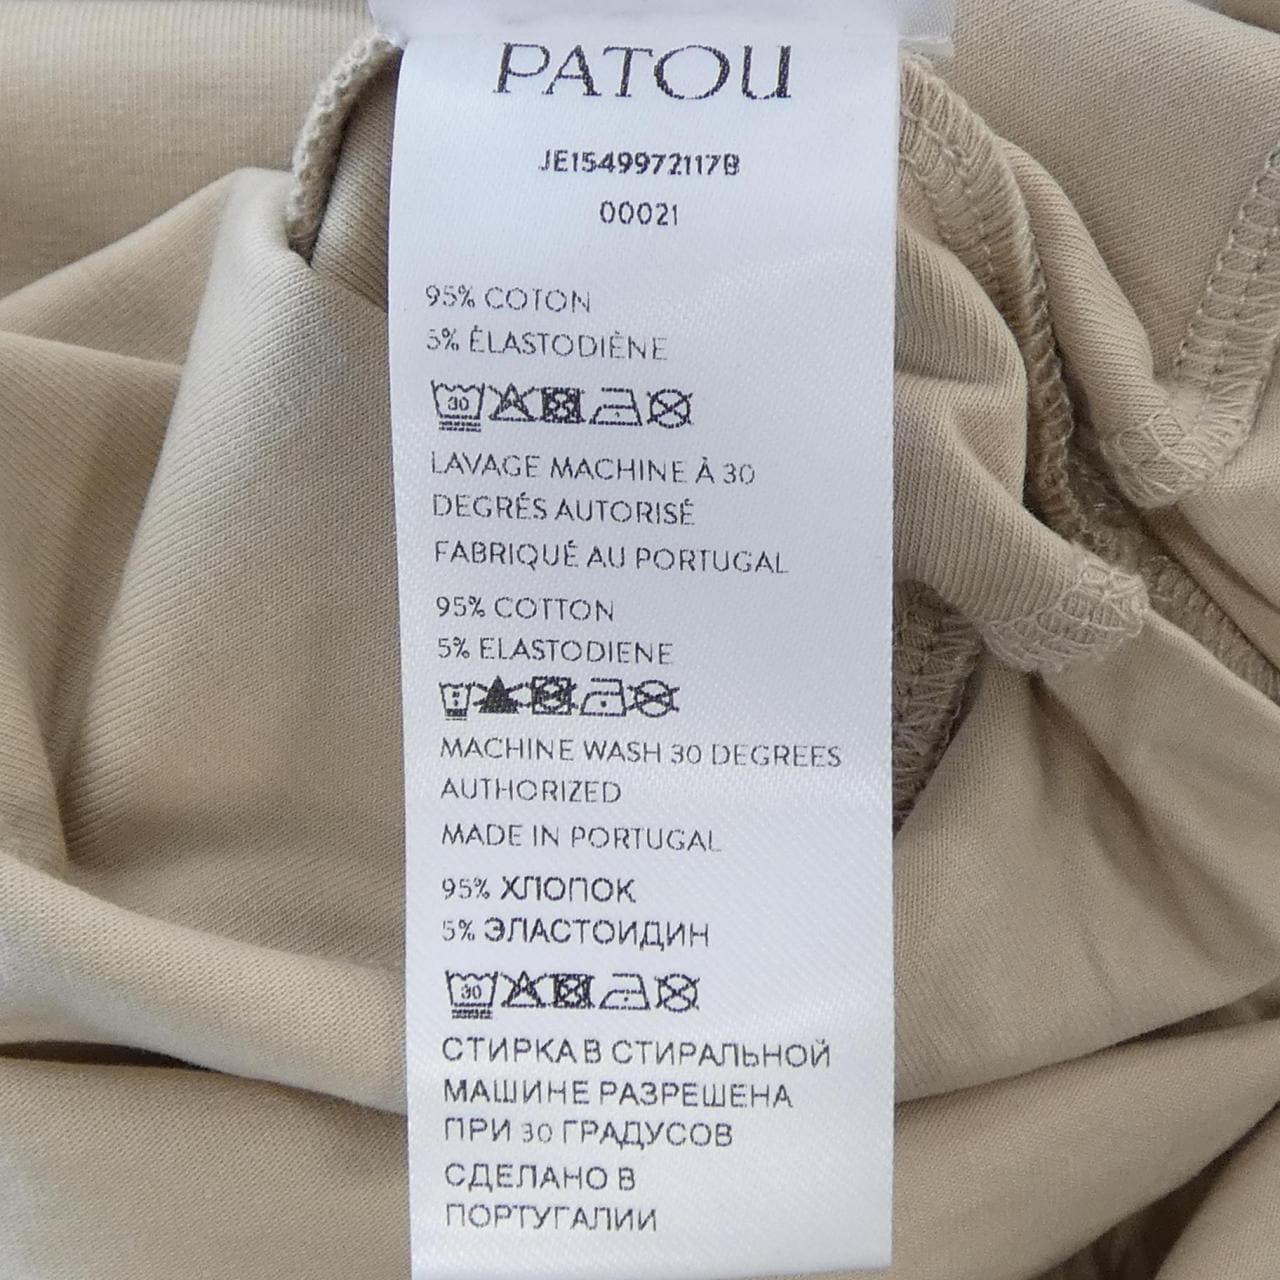 PATOU
JE1549972117B
00021
95% COTON
5% ÉLASTODIÈNE
30
LAVAGE MACHINE À 30
DEGRÉS AUTORISÉ
FABRIQUÉ AU PORTUGAL
95% COTTON
5% ELASTODIENE
MACHINE WASH 30 DEGREES
AUTHORIZED
MADE IN PORTUGAL
95% ХЛОПОК
5% ЭЛАСТОИДИН
30
СТИРКА В СТИРАЛЬНОЙ
МАШИНЕ РАЗРЕШЕНА
ПРИ 30 ГРАДУСОВ
СДЕЛАНО В
ПОРТУГАЛИИ